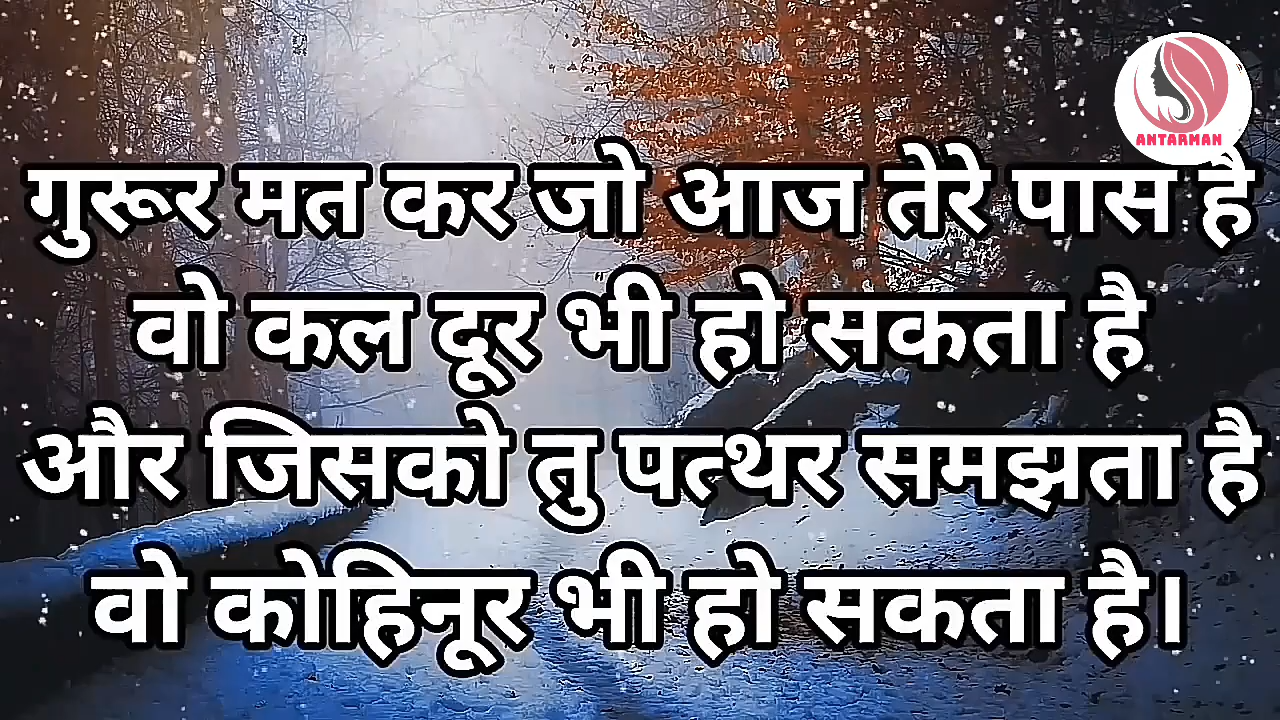 ANTARMAN
गुरूर मत कर जो आज तेरे पास है
वो कल दूर भी हो सकता है
और जिसको तु पत्थर समझता है
वो कोहिनूर भी हो सकता है।